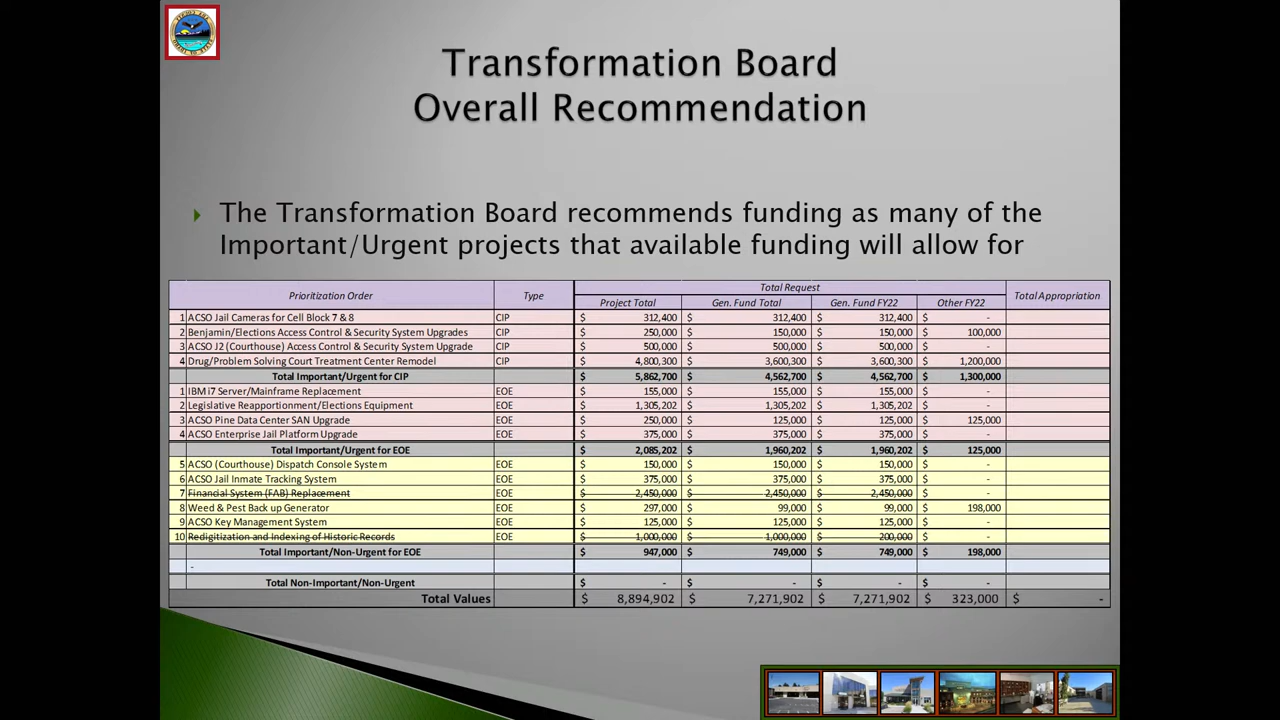 Transformation Board
Overall Recommendation
The Transformation Board recommends funding as many of the
Important/Urgent projects that available funding will allow for
Prioritization Order Type Total Request Total Appropriation
Project Total Gen. Fund Total Gen. Fund FY22 Other FY22
1 ACSO Jail Cameras for Cell Block 7 & 8 CIP $ 312,400 $ 312,400 $ 312,400 $ -
2 Benjamin/Elections Access Control & Security System Upgrades CIP $ 250,000 $ 150,000 $ 150,000 $ 100,000
3 ACSO J2 (Courthouse) Access Control & Security System Upgrade CIP $ 500,000 $ 500,000 $ 500,000 $ -
4 Drug/Problem Solving Court Treatment Center Remodel CIP $ 4,800,300 $ 3,600,300 $ 3,600,300 $ 1,200,000
Total Important/Urgent for CIP $ 5,862,700 $ 4,562,700 $ 4,562,700 $ 1,300,000
1 IBM i7 Server/Mainframe Replacement EOE $ 155,000 $ 155,000 $ 155,000 $ -
2 Legislative Reapportionment/Elections Equipment EOE $ 1,305,202 $ 1,305,202 $ 1,305,202 $ -
3 ACSO Pine Data Center SAN Upgrade EOE $ 250,000 $ 125,000 $ 125,000 $ 125,000
4 ACSO Enterprise Jail Platform Upgrade EOE $ 375,000 $ 375,000 $ 375,000 $ -
Total Important/Urgent for EOE $ 2,085,202 $ 1,960,202 $ 1,960,202 $ 125,000
5 ACSO (Courthouse) Dispatch Console System EOE $ 150,000 $ 150,000 $ 150,000 $ -
6 ACSO Jail Inmate Tracking System EOE $ 375,000 $ 375,000 $ 375,000 $ -
7 Financial System (FAB) Replacement EOE $ 2,450,000 $ 2,450,000 $ 2,450,000 $ -
8 Weed & Pest Back up Generator EOE $ 297,000 $ 99,000 $ 99,000 $ 198,000
9 ACSO Key Management System EOE $ 125,000 $ 125,000 $ 125,000 $ -
10 Redigitization and Indexing of Historic Records EOE $ 1,000,000 $ 1,000,000 $ 200,000 $ -
Total Important/Non-Urgent for EOE $ 947,000 $ 749,000 $ 749,000 $ 198,000
-
Total Non-Important/Non-Urgent $ - $ - $ - $ -
Total Values $ 8,894,902 $ 7,271,902 $ 7,271,902 $ 323,000 $ -